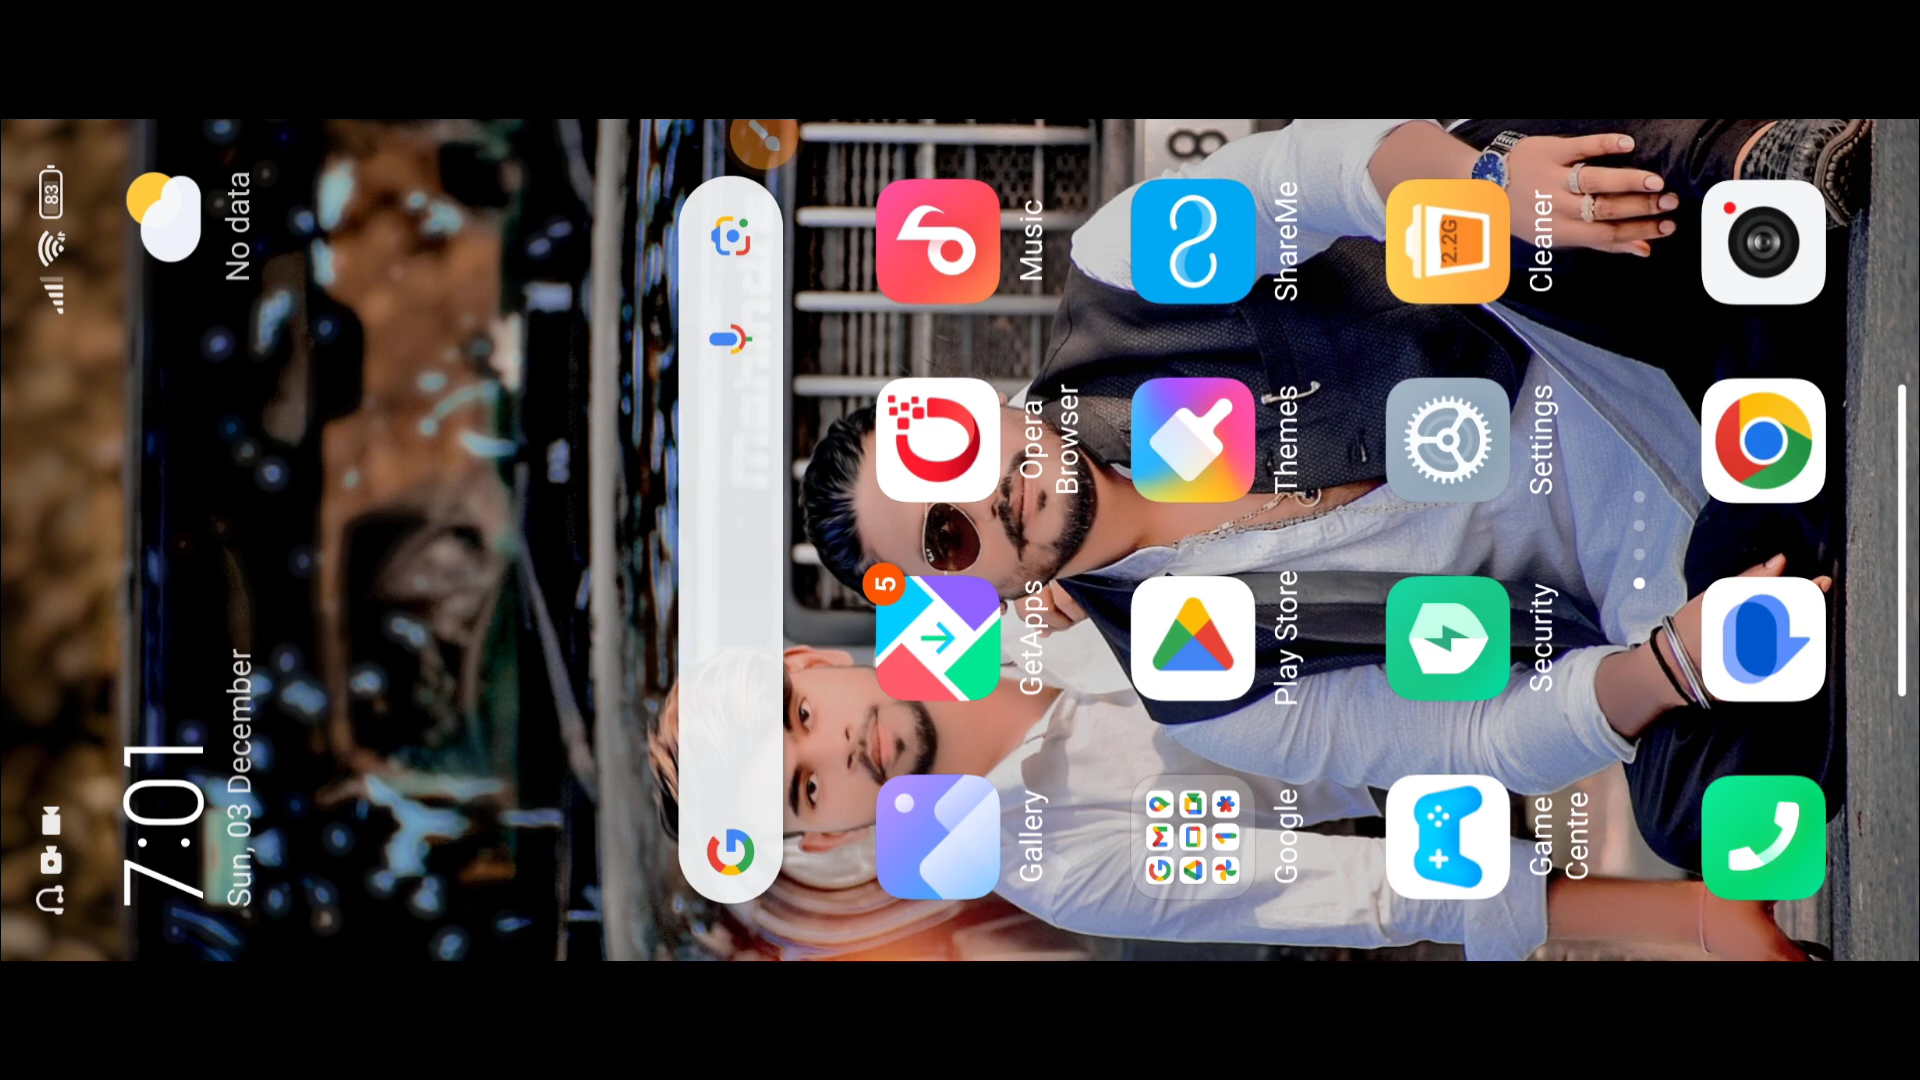 83
7:01
Sun, 03 December
No data
5
Gallery
GetApps
Opera
Browser
Music
Google
Play Store
Themes
ShareMe
2.2G
Game
Centre
Security
Settings
Cleaner
8